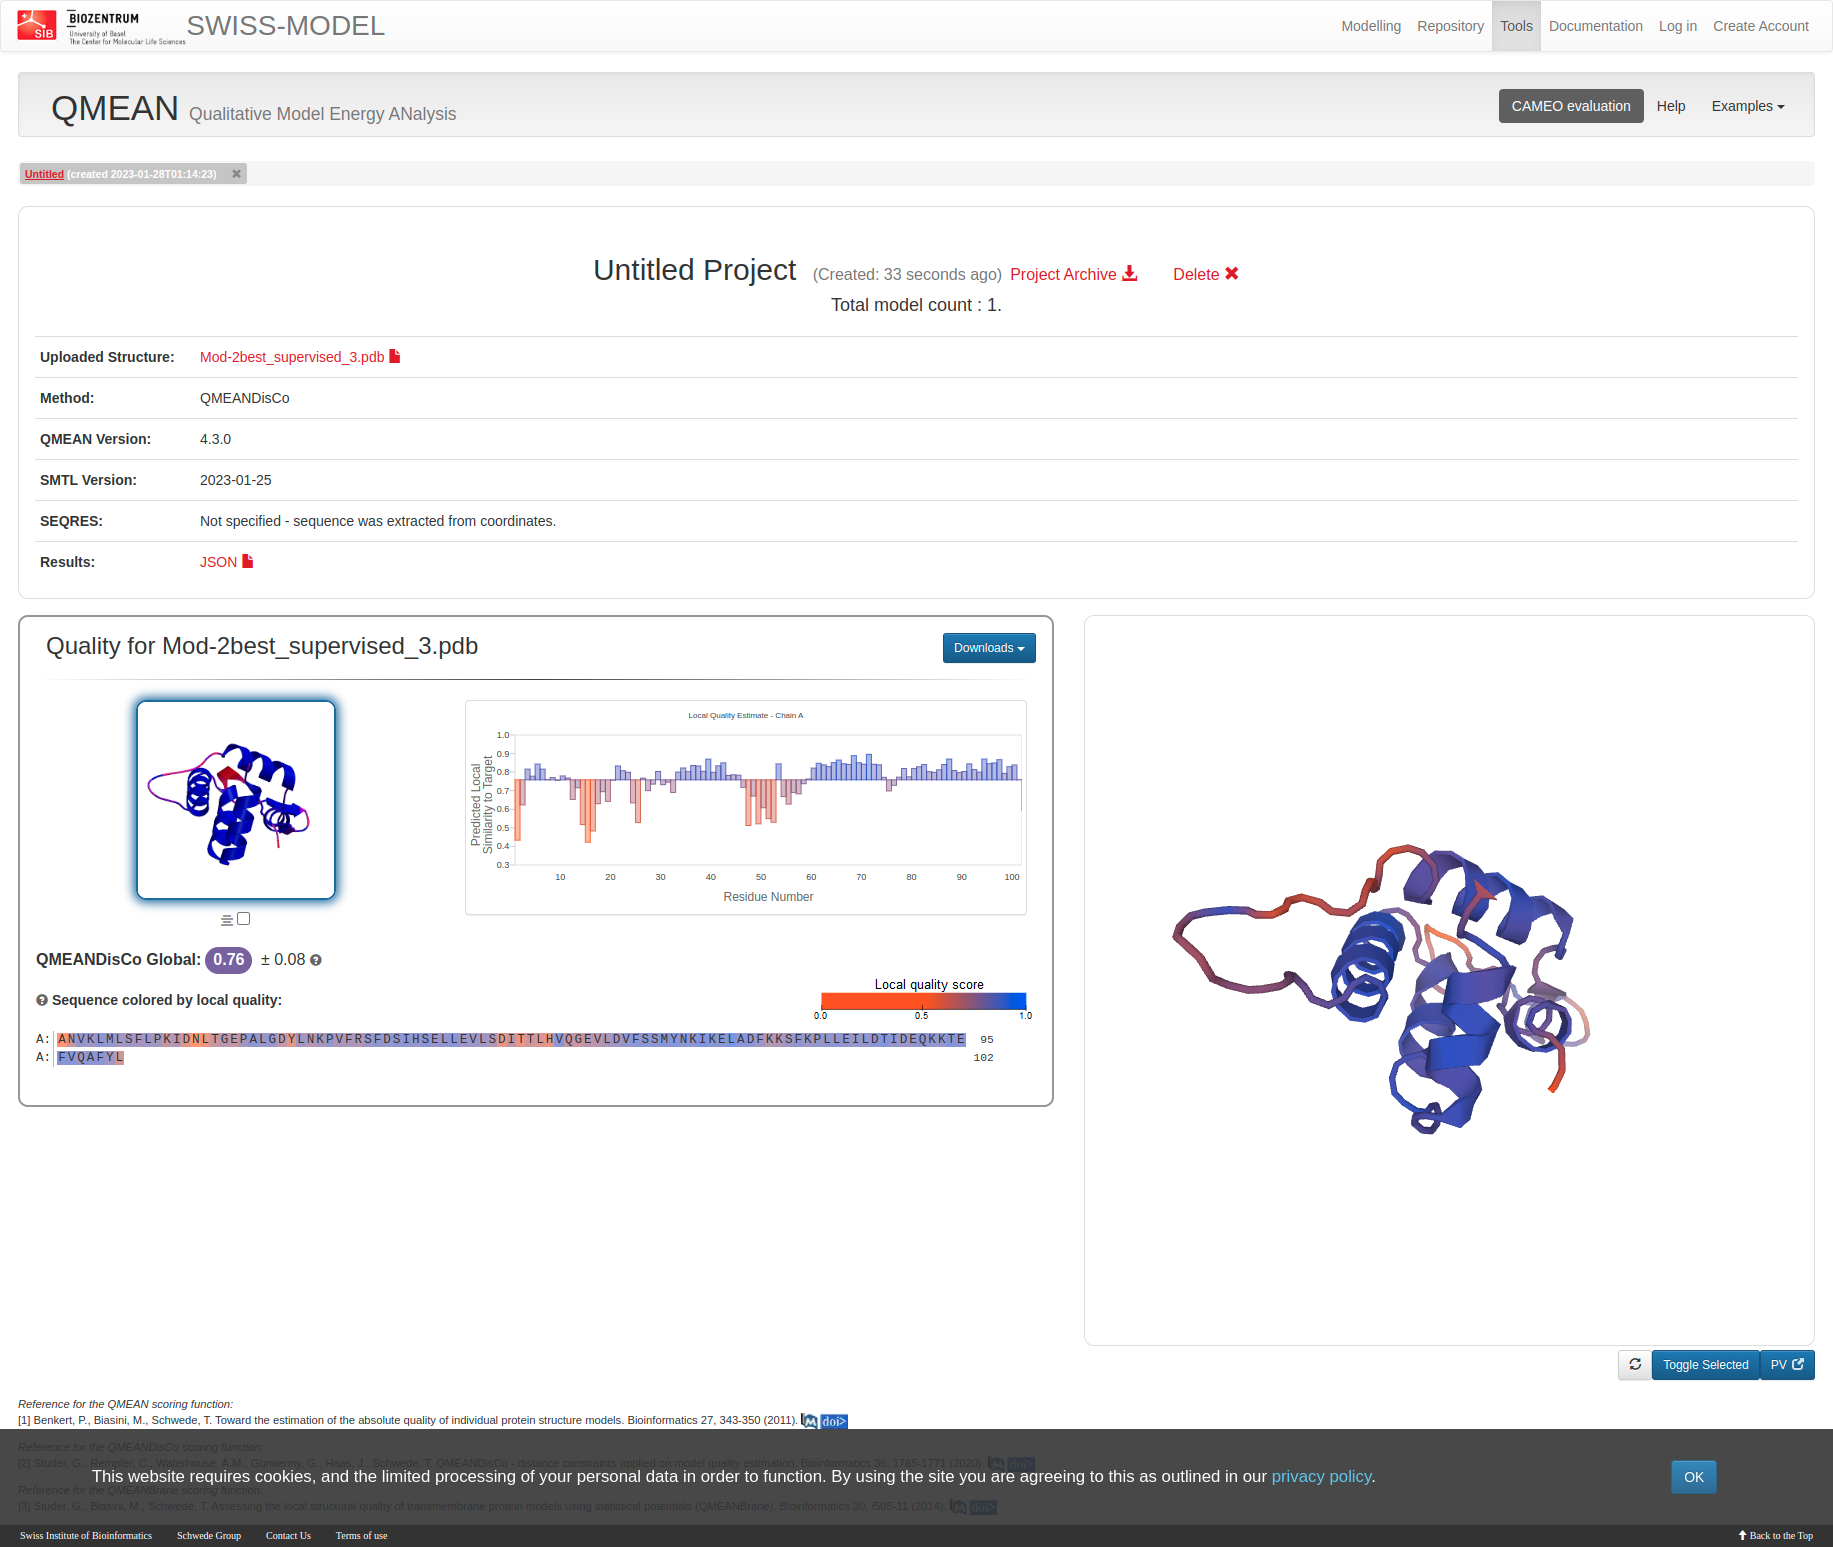 SIB
BIOZENTRUM
University of Basel
The Center for Molecular Life Sciences
SWISS-MODEL
Modelling Repository Tools Documentation Log in Create Account
QMEAN Qualitative Model Energy ANalysis
CAMEO evaluation Help Examples
Untitled (created 2023-01-28T01:14:23)
Untitled Project (Created: 33 seconds ago) Project Archive Delete
Total model count : 1.
Uploaded Structure: Mod-2best_supervised_3.pdb
Method: QMEANDisCo
QMEAN Version: 4.3.0
SMTL Version: 2023-01-25
SEQRES: Not specified - sequence was extracted from coordinates.
Results: JSON
Quality for Mod-2best_supervised_3.pdb
Downloads
Local Quality Estimate - Chain A
Predicted Local
Similarity to Target
1.0
0.9
0.8
0.7
0.6
0.5
0.4
0.3
10 20 30 40 50 60 70 80 90 100
Residue Number
QMEANDisCo Global: 0.76 ± 0.08
Sequence colored by local quality:
Local quality score
0.0 0.5 1.0
A: ANVKLMLSFLPKIDNLTGEPALGDYLNKPVFRSFDSIHSELLEVLSDITTLHVQGEVLDVFSSMYNKIKELADFKKSFKPLLEILDTIDEQKKTE 95
A: FVQAFYL 102
Toggle Selected PV
Reference for the QMEAN scoring function:
[1] Benkert, P., Biasini, M., Schwede, T. Toward the estimation of the absolute quality of individual protein structure models. Bioinformatics 27, 343-350 (2011). doi>
Reference for the QMEANDisCo scoring function:
[2] Studer, G., Rempfer, C., Waterhouse, A.M., Gumienny, G., Haas, J., Schwede, T. QMEANDisCo - distance constraints applied on model quality estimation. Bioinformatics 36, 1765-1771 (2020). doi>
This website requires cookies, and the limited processing of your personal data in order to function. By using the site you are agreeing to this as outlined in our privacy policy.
OK
Reference for the QMEANBrane scoring function:
[3] Studer, G., Biasini, M., Schwede, T. Assessing the local structural quality of transmembrane protein models using statistical potentials (QMEANBrane). Bioinformatics 30, i505-11 (2014). doi>
Swiss Institute of Bioinformatics Schwede Group Contact Us Terms of use
Back to the Top